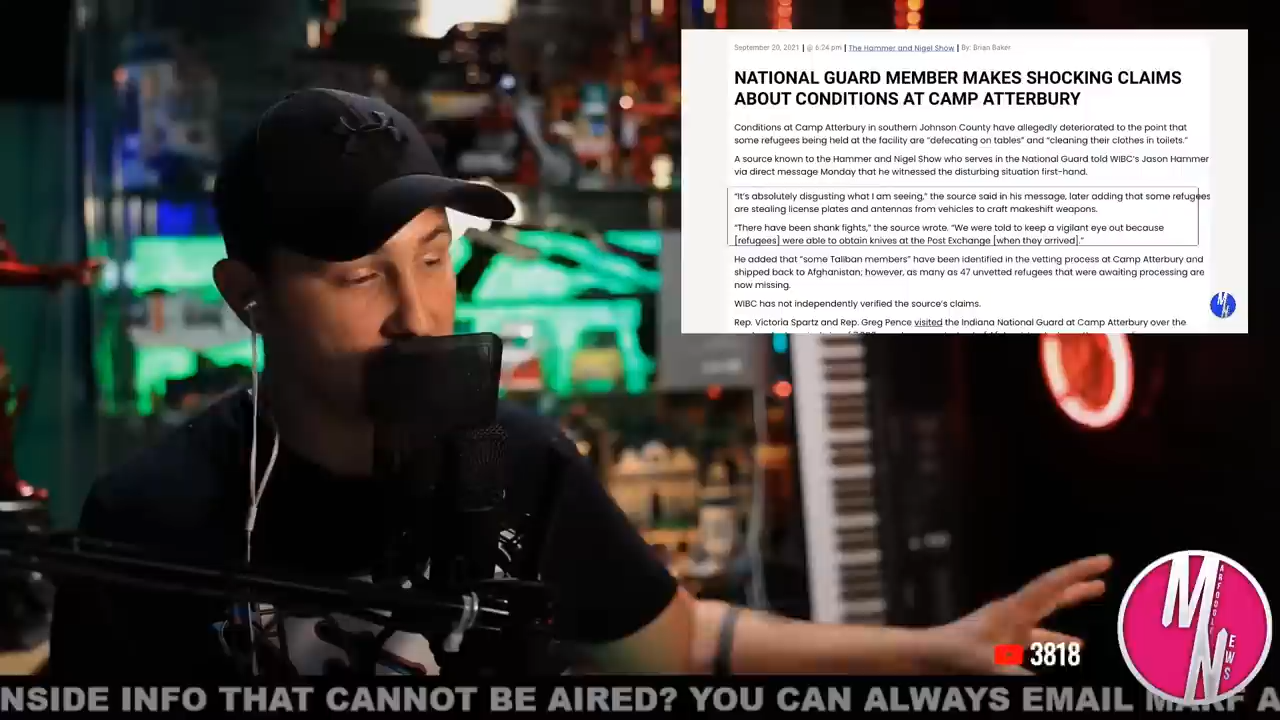 September 20, 2021 | @ 6:24 pm | The Hammer and Nigel Show | By: Brian Baker
NATIONAL GUARD MEMBER MAKES SHOCKING CLAIMS
ABOUT CONDITIONS AT CAMP ATTERBURY
Conditions at Camp Atterbury in southern Johnson County have allegedly deteriorated to the point that
some refugees being held at the facility are “defecating on tables” and “cleaning their clothes in toilets.”
A source known to the Hammer and Nigel Show who serves in the National Guard told WIBC's Jason Hammer
via direct message Monday that he witnessed the disturbing situation first-hand.
“It's absolutely disgusting what I am seeing,” the source said in his message, later adding that some refugees
are stealing license plates and antennas from vehicles to craft makeshift weapons.
“There have been shank fights,” the source wrote. “We were told to keep a vigilant eye out because
[refugees] were able to obtain knives at the Post Exchange [when they arrived].”
He added that “some Taliban members” have been identified in the vetting process at Camp Atterbury and
shipped back to Afghanistan; however, as many as 47 unvetted refugees that were awaiting processing are
now missing.
WIBC has not independently verified the source's claims.
Rep. Victoria Spartz and Rep. Greg Pence visited the Indiana National Guard at Camp Atterbury over the
MN
MARFOOGLE NEWS
3818
NSIDE INFO THAT CANNOT BE AIRED? YOU CAN ALWAYS EMAIL MARF A